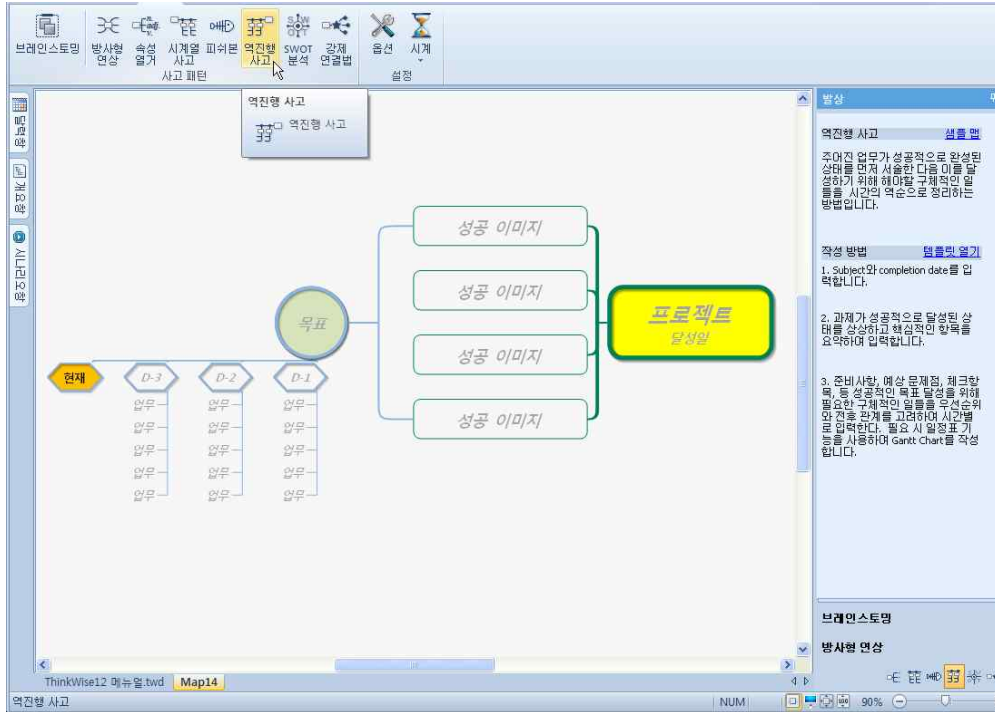 브레인스토밍
방사형 연상
속성 열거
시계열 사고
피쉬본
역진행 사고
SWOT 분석
강제 연결법
옵션
시계
사고 패턴
설정
역진행 사고
역진행 사고
달력함
개요함
시나리오함
성공 이미지
성공 이미지
성공 이미지
성공 이미지
프로젝트
달성일
목표
현재
D-3
D-2
D-1
업무 업무 업무
업무 업무 업무
업무 업무 업무
업무 업무 업무
업무 업무 업무
발상
역진행 사고 샘플 맵
주어진 업무가 성공적으로 완성된
상태를 먼저 서술한 다음 이를 달
성하기 위해 해야할 구체적인 일
들을 시간의 역순으로 정리하는
방법입니다.
작성 방법 템플릿 열기
1. Subject와 completion date를 입
력합니다.
2. 과제가 성공적으로 달성된 상
태를 상상하고 핵심적인 항목을
요약하여 입력합니다.
3. 준비사항, 예상 문제점, 체크항
목, 등 성공적인 목표 달성을 위해
필요한 구체적인 일들을 우선순위
와 전후 관계를 고려하여 시간별
로 입력한다. 필요 시 일정표 기
능을 사용하여 Gantt Chart를 작성
합니다.
브레인스토밍
방사형 연상
ThinkWise12 메뉴얼.twd Map14
역진행 사고
NUM
90%